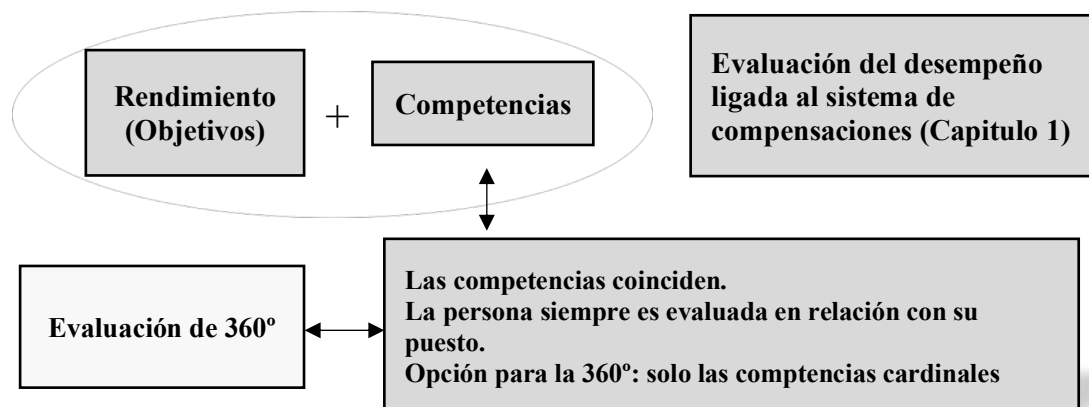 Rendimiento
(Objetivos)
+
Competencias
Evaluación del desempeño
ligada al sistema de
compensaciones (Capitulo 1)
Evaluación de 360º
Las competencias coinciden.
La persona siempre es evaluada en relación con su
puesto.
Opción para la 360º: solo las comptencias cardinales